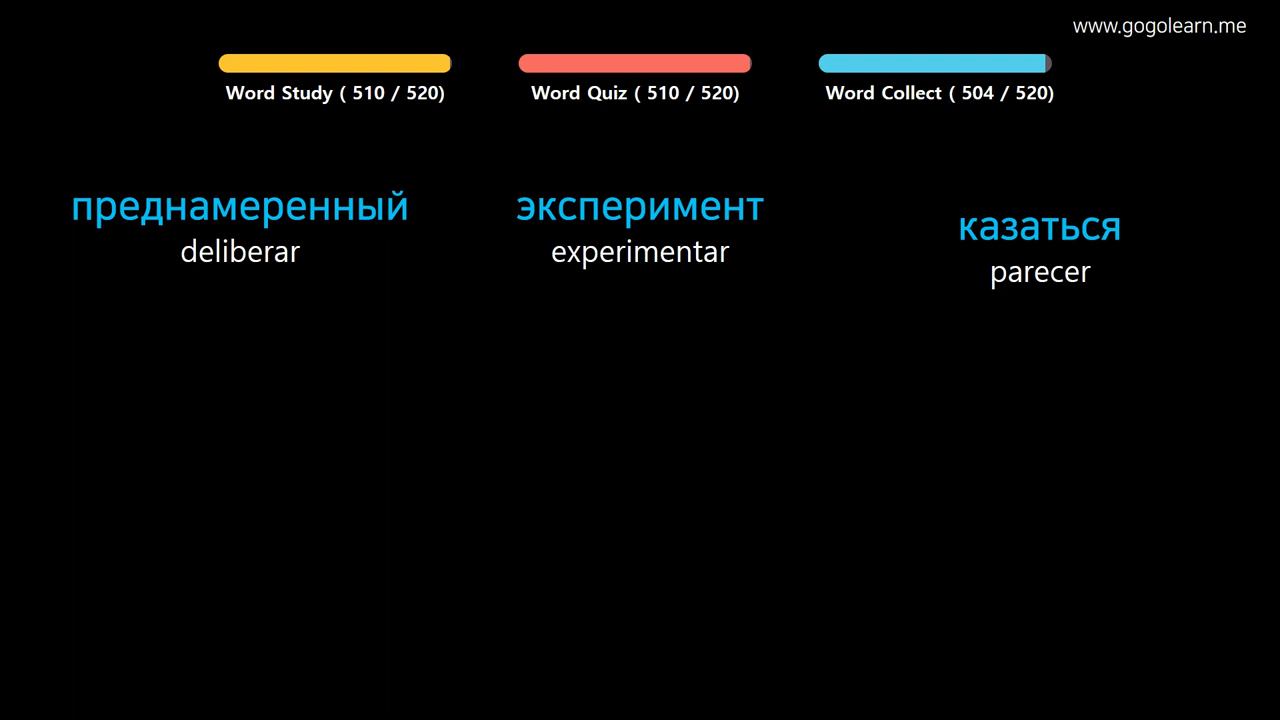 www.gogolearn.me
Word Study ( 510 / 520)
Word Quiz ( 510 / 520)
Word Collect ( 504 / 520)
преднамеренный
deliberar
эксперимент
experimentar
казаться
parecer